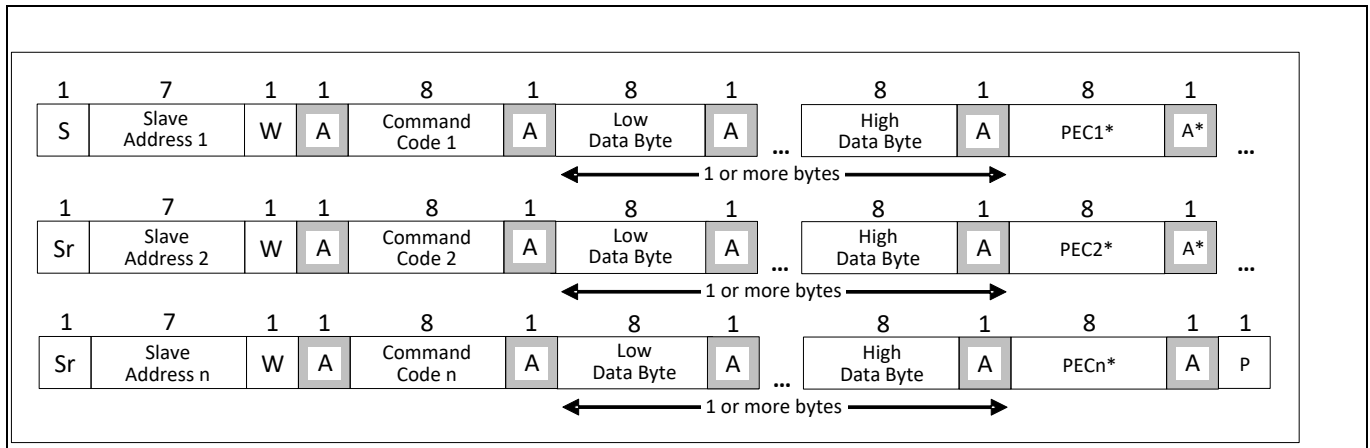 1 7 1 1 8 1 8 1 8 1 8 1
S Slave Address 1 W A Command Code 1 A Low Data Byte A ... High Data Byte A PEC1* A* ...
1 or more bytes
1 7 1 1 8 1 8 1 8 1 8 1
Sr Slave Address 2 W A Command Code 2 A Low Data Byte A ... High Data Byte A PEC2* A* ...
1 or more bytes
1 7 1 1 8 1 8 1 8 1 8 1 1
Sr Slave Address n W A Command Code n A Low Data Byte A ... High Data Byte A PECn* A P
1 or more bytes